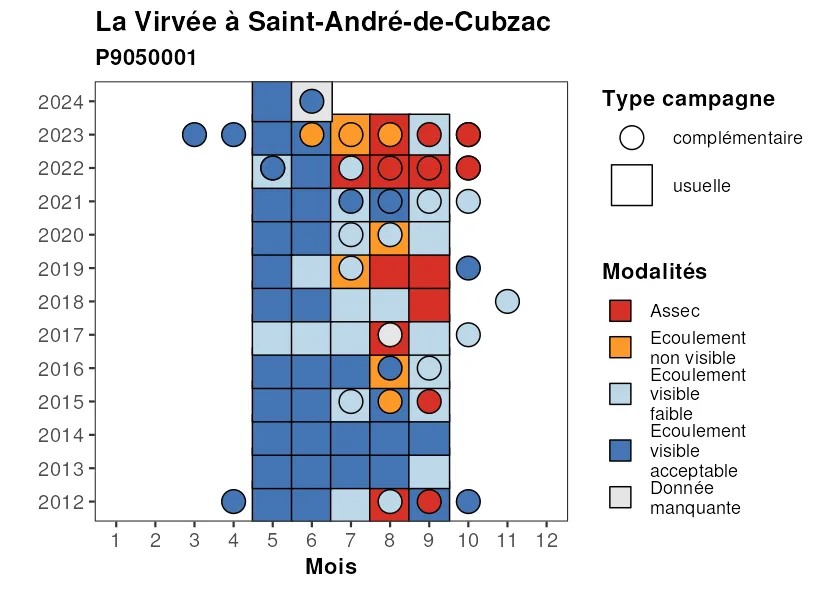 La Virvée à Saint-André-de-Cubzac
P9050001
2024
2023
2022
2021
2020
2019
2018
2017
2016
2015
2014
2013
2012
1 2 3 4 5 6 7 8 9 10 11 12
Mois
Type campagne
complémentaire
usuelle
Modalités
Assec
Ecoulement
non visible
Ecoulement
visible
faible
Ecoulement
visible
acceptable
Donnée
manquante